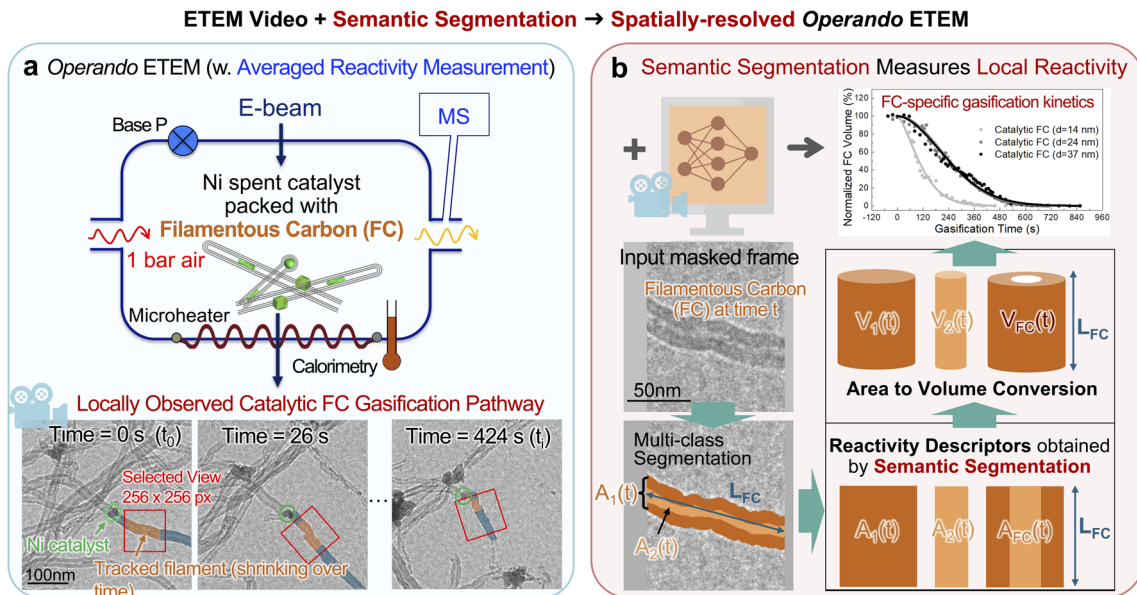 ETEM Video + Semantic Segmentation → Spatially-resolved Operando ETEM
a Operando ETEM (w. Averaged Reactivity Measurement)
E-beam
MS
Base P
Ni spent catalyst
packed with
Filamentous Carbon (FC)
1 bar air
Microheater
Calorimetry
Locally Observed Catalytic FC Gasification Pathway
Time = 0 s (t0)
Time = 26 s
Time = 424 s (ti)
Selected View
256 x 256 px
...
Ni catalyst
Tracked filament (shrinking over
time)
100nm
b Semantic Segmentation Measures Local Reactivity
+
FC-specific gasification kinetics
Normalized FC Volume (%)
120
100
80
60
40
20
0
Catalytic FC (d=14 nm)
Catalytic FC (d=24 nm)
Catalytic FC (d=37 nm)
-120 0 120 240 360 480 600 720 840 960
Gasification Time (s)
Input masked frame
Filamentous Carbon
(FC) at time t
50nm
V1(t)
V2(t)
VFC(t)
LFC
Area to Volume Conversion
Multi-class
Segmentation
A1(t)
LFC
A2(t)
Reactivity Descriptors obtained
by Semantic Segmentation
A1(t)
A2(t)
AFC(t)
LFC